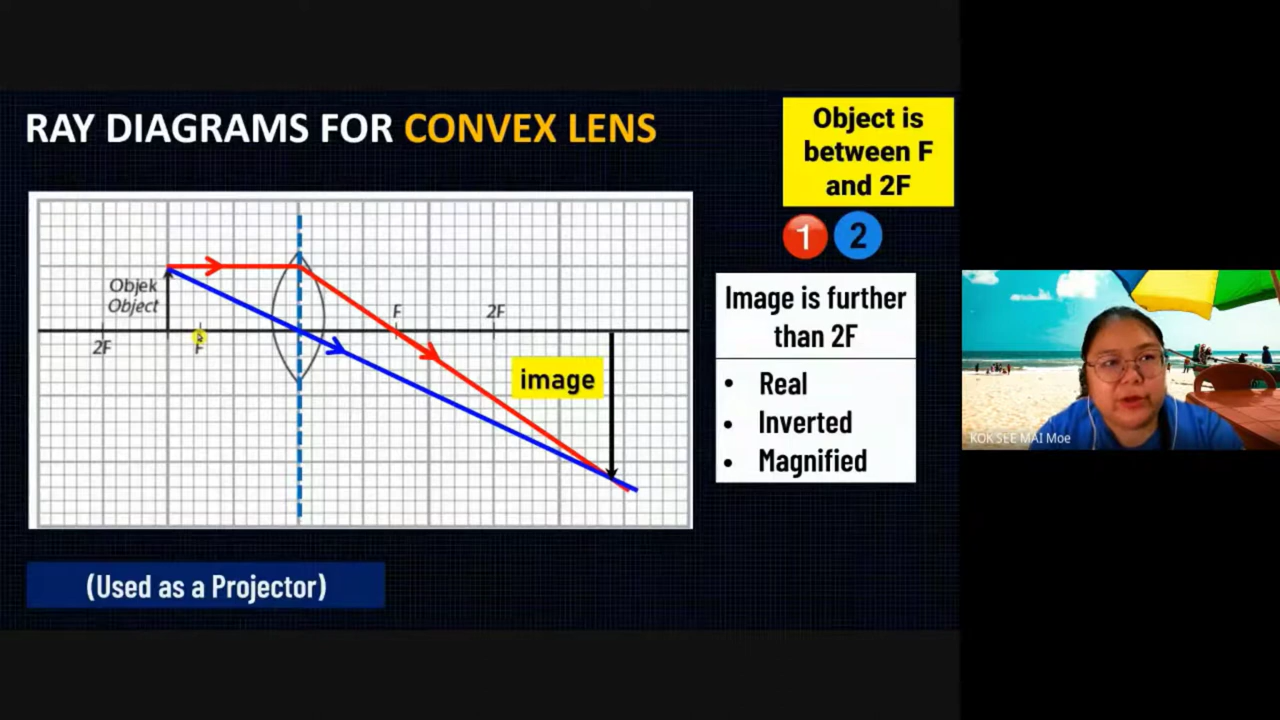 RAY DIAGRAMS FOR CONVEX LENS
Object is
between F
and 2F
1 2
Objek
Object
2F
F
F
2F
image
Image is further
than 2F
• Real
• Inverted
• Magnified
(Used as a Projector)
KOK SEE MAI Moe